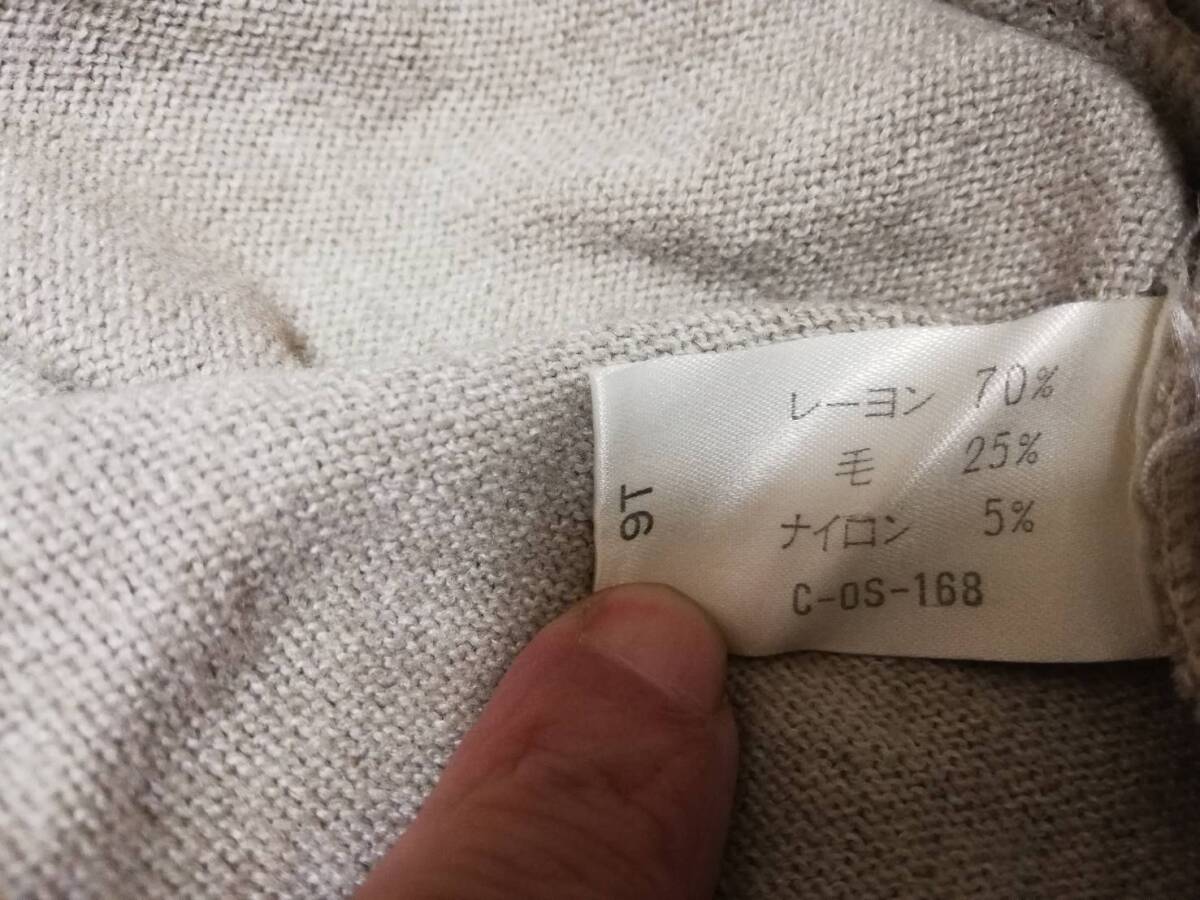 レーヨン 70%
毛 25%
ナイロン 5%
C-OS-168
9T